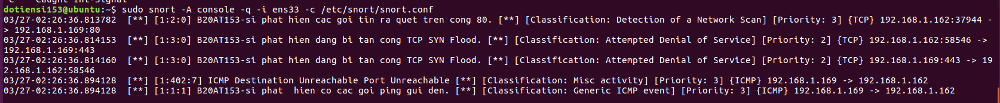 ^C*** Caught Int-Signal
dotiensi153@ubuntu:~$ sudo snort -A console -q -i ens33 -c /etc/snort/snort.conf
03/27-02:26:36.813782  [**] [1:2:0] B20AT153-si phat hien cac goi tin ra quet tren cong 80. [**] [Classification: Detection of a Network Scan] [Priority: 3] {TCP} 192.168.1.162:37944 -
> 192.168.1.169:80
03/27-02:26:36.814153  [**] [1:3:0] B20AT153-si phat hien dang bi tan cong TCP SYN Flood. [**] [Classification: Attempted Denial of Service] [Priority: 2] {TCP} 192.168.1.162:58546 ->
192.168.1.169:443
03/27-02:26:36.814160  [**] [1:3:0] B20AT153-si phat hien dang bi tan cong TCP SYN Flood. [**] [Classification: Attempted Denial of Service] [Priority: 2] {TCP} 192.168.1.169:443 -> 19
2.168.1.162:58546
03/27-02:26:36.894128  [**] [1:402:7] ICMP Destination Unreachable Port Unreachable [**] [Classification: Misc activity] [Priority: 3] {ICMP} 192.168.1.169 -> 192.168.1.162
03/27-02:26:36.894128  [**] [1:1:1] B20AT153-si phat  hien co cac goi ping gui den. [**] [Classification: Generic ICMP event] [Priority: 3] {ICMP} 192.168.1.169 -> 192.168.1.162